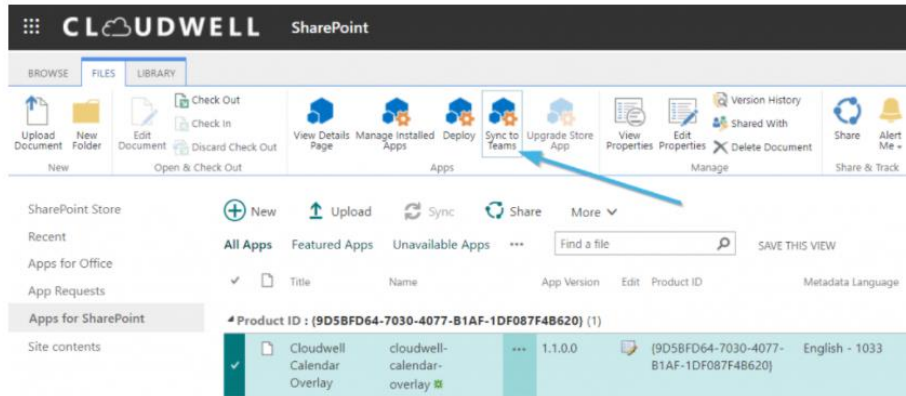 CLOUDWELL SharePoint
BROWSE FILES LIBRARY
Upload Document
New Folder
New
Edit Document
Check Out
Check In
Discard Check Out
Open & Check Out
View Details Page
Manage Installed Apps
Deploy
Sync to Teams
Upgrade Store App
Apps
View Properties
Edit Properties
Version History
Shared With
Delete Document
Manage
Share
Alert Me
Share & Track
SharePoint Store
Recent
Apps for Office
App Requests
Apps for SharePoint
Site contents
New Upload Sync Share More
All Apps Featured Apps Unavailable Apps ... Find a file SAVE THIS VIEW
Title Name App Version Edit Product ID Metadata Language
Product ID : {9D5BFD64-7030-4077-B1AF-1DF087F4B620} (1)
Cloudwell Calendar Overlay
cloudwell-calendar-overlay
... 1.1.0.0
{9D5BFD64-7030-4077-B1AF-1DF087F4B620}
English - 1033